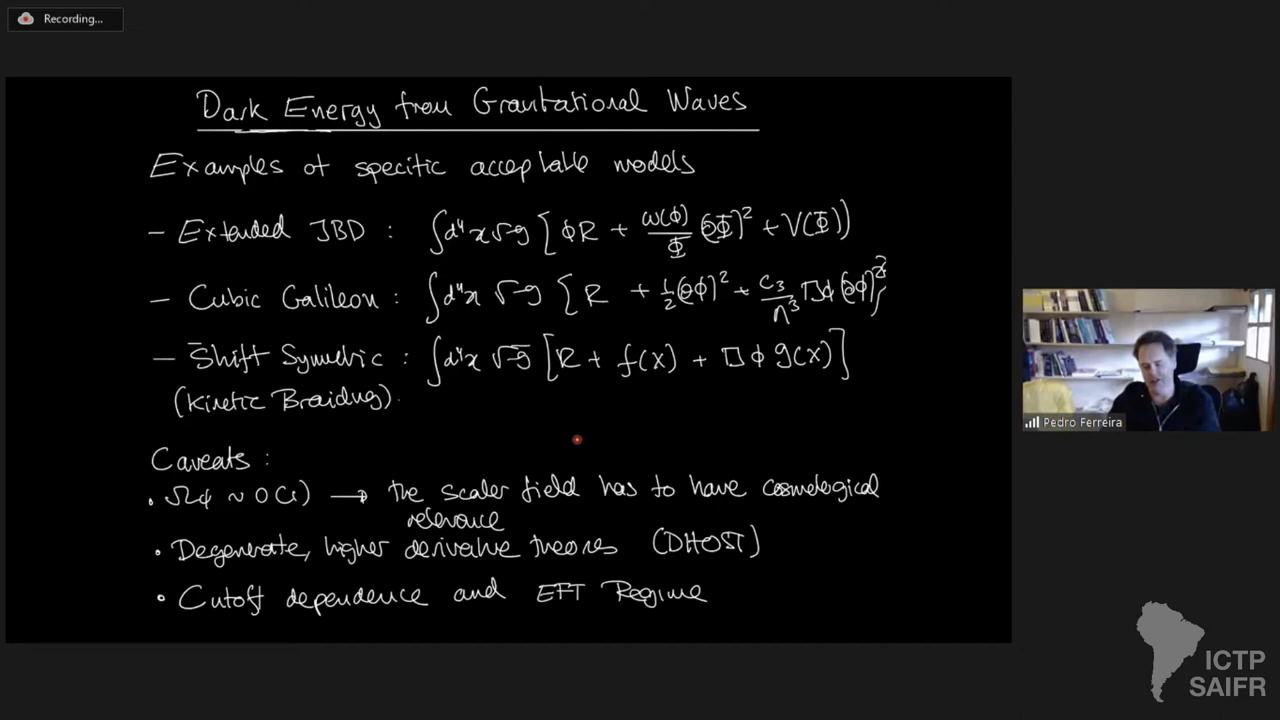 Recording...
Dark Energy from Gravitational Waves
Examples of specific acceptable models
– Extended JBD : ∫d⁴x√-g [ϕR + ω(ϕ)/Φ (∂Φ)² + V(Φ)]
– Cubic Galileon : ∫d⁴x √-g [R + 1/2(∂ϕ)² + C₃/Λ³ □ϕ(∂ϕ)²]
– Shift Symmetric : ∫d⁴x √-g [R + f(x) + □ϕ g(x)]
(Kinetic Braiding).
Caveats :
• Ωϕ ~ O(1) → the scalar field has to have cosmological
relevance
• Degenerate, higher derivative theories (DHOST)
• Cutoff dependence and EFT Regime
Pedro Ferreira
ICTP
SAIFR